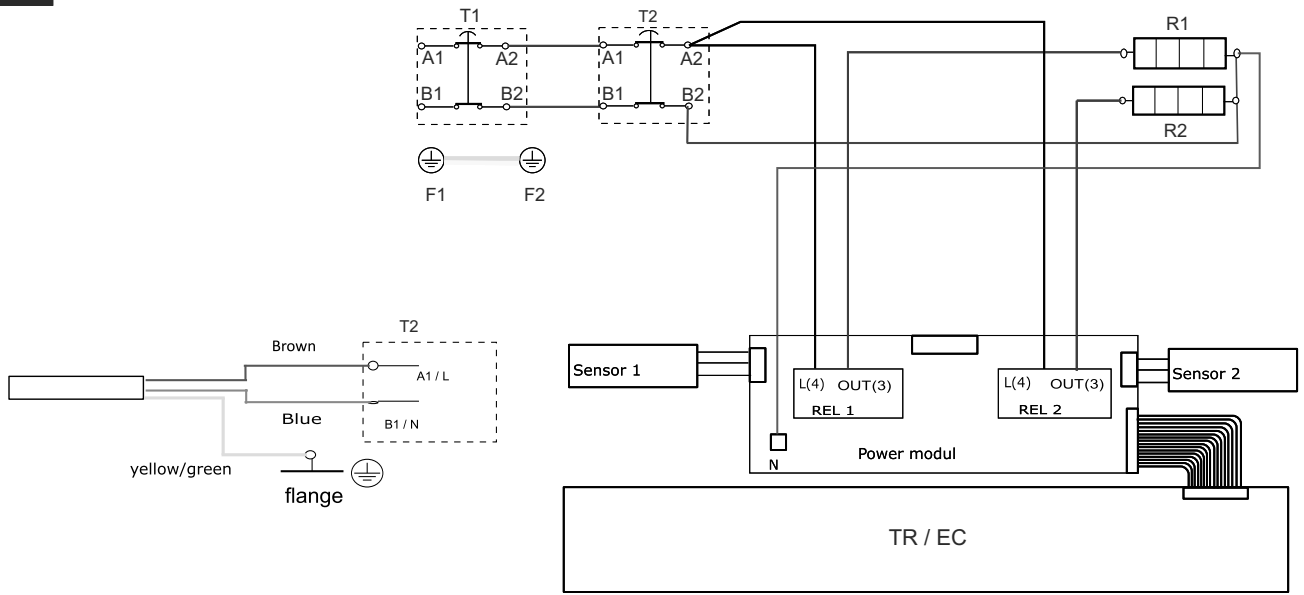 T1
T2
R1
A1
A2
A1
A2
B1
B2
B1
B2
R2
F1
F2
T2
Brown
A1 / L
Blue
B1 / N
yellow/green
flange
Sensor 1
L(4)
OUT(3)
REL 1
L(4)
OUT(3)
REL 2
Sensor 2
N
Power modul
TR / EC